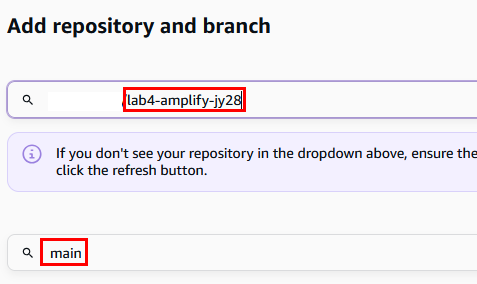 Add repository and branch
/lab4-amplify-jy28
If you don't see your repository in the dropdown above, ensure the
click the refresh button.
main